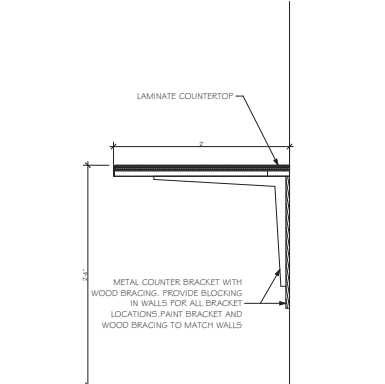 LAMINATE COUNTERTOP
2'
2'-6"
METAL COUNTER BRACKET WITH
WOOD BRACING. PROVIDE BLOCKING
IN WALLS FOR ALL BRACKET
LOCATIONS.PAINT BRACKET AND
WOOD BRACING TO MATCH WALLS